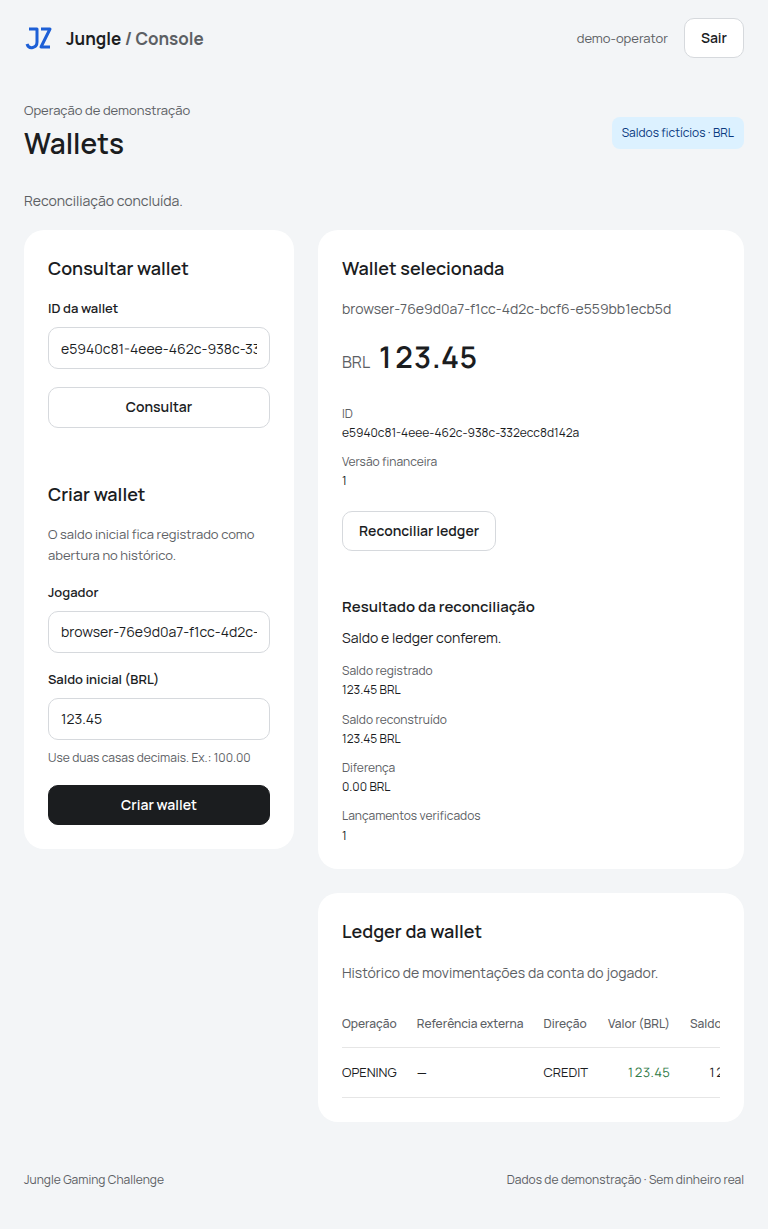 JZ Jungle / Console
demo-operator
Sair
Operação de demonstração
Wallets
Saldos fictícios · BRL
Reconciliação concluída.
Consultar wallet
ID da wallet
e5940c81-4eee-462c-938c-33
Consultar
Criar wallet
O saldo inicial fica registrado como
abertura no histórico.
Jogador
browser-76e9d0a7-f1cc-4d2c-
Saldo inicial (BRL)
123.45
Use duas casas decimais. Ex.: 100.00
Criar wallet
Wallet selecionada
browser-76e9d0a7-f1cc-4d2c-bcf6-e559bb1ecb5d
BRL 123.45
ID
e5940c81-4eee-462c-938c-332ecc8d142a
Versão financeira
1
Reconciliar ledger
Resultado da reconciliação
Saldo e ledger conferem.
Saldo registrado
123.45 BRL
Saldo reconstruído
123.45 BRL
Diferença
0.00 BRL
Lançamentos verificados
1
Ledger da wallet
Histórico de movimentações da conta do jogador.
Operação Referência externa Direção Valor (BRL) Saldo
OPENING — CREDIT 123.45 12
Jungle Gaming Challenge
Dados de demonstração · Sem dinheiro real